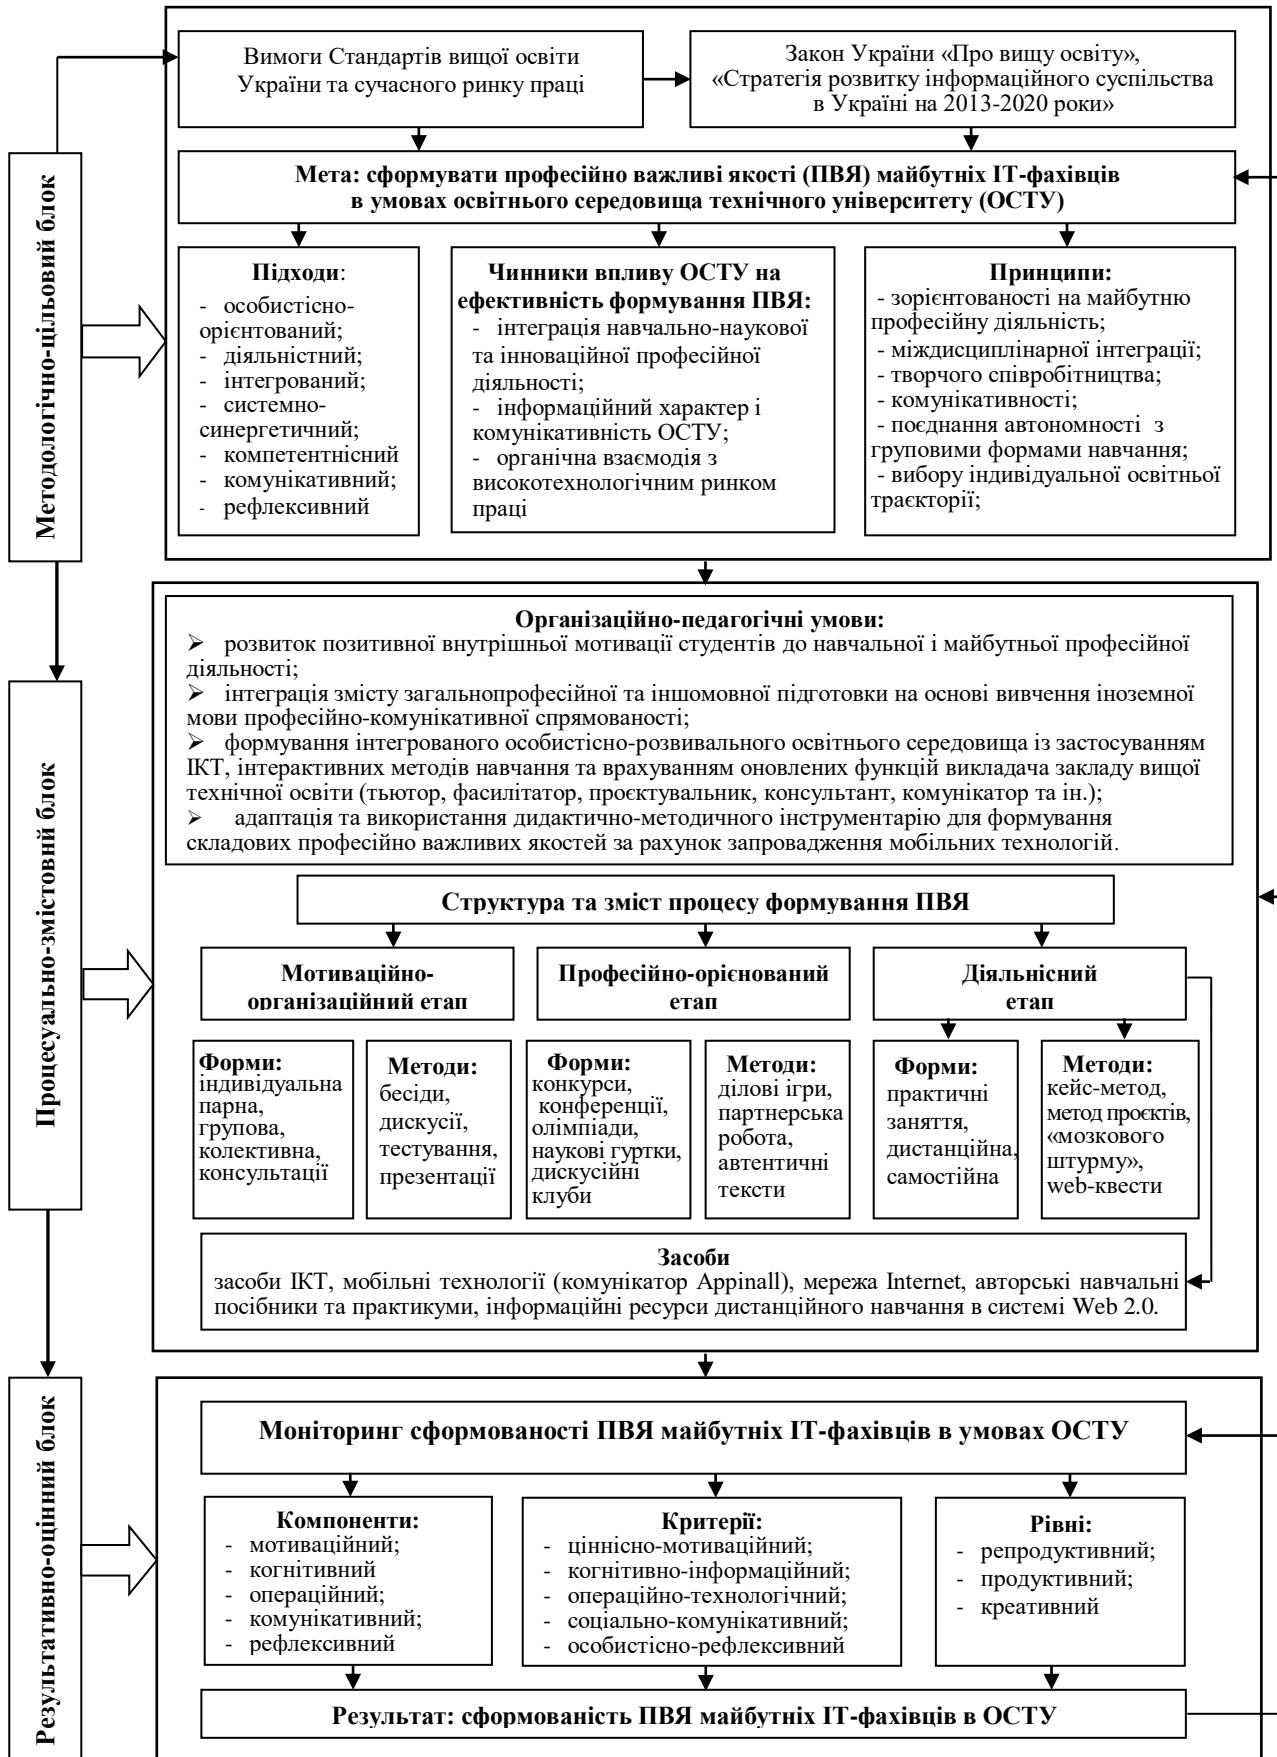 Вимоги Стандартів вищої освіти
України та сучасного ринку праці
Закон України «Про вищу освіту»,
«Стратегія розвитку інформаційного суспільства
в Україні на 2013-2020 роки»
Методологічно-цільовий блок
Мета: сформувати професійно важливі якості (ПВЯ) майбутніх ІТ-фахівців
в умовах освітнього середовища технічного університету (ОСТУ)
Підходи:
- особистісно-
орієнтований;
- діяльністний;
- інтегрований;
- системно-
синергетичний;
- компетентнісний
- комунікативний;
- рефлексивний
Чинники впливу ОСТУ на
ефективність формування ПВЯ:
- інтеграція навчально-наукової
та інноваційної професійної
діяльності;
- інформаційний характер і
комунікативність ОСТУ;
- органічна взаємодія з
високотехнологічним ринком
праці
Принципи:
- зорієнтованості на майбутню
професійну діяльність;
- міждисциплінарної інтеграції;
- творчого співробітництва;
- комунікативності;
- поєднання автономності з
груповими формами навчання;
- вибору індивідуальної освітньої
траєкторії;
Процесуально-змістовнй блок
Організаційно-педагогічні умови:
➢ розвиток позитивної внутрішньої мотивації студентів до навчальної і майбутньої професійної
діяльності;
➢ інтеграція змісту загальнопрофесійної та іншомовної підготовки на основі вивчення іноземної
мови професійно-комунікативної спрямованості;
➢ формування інтегрованого особистісно-розвивального освітнього середовища із застосуванням
ІКТ, інтерактивних методів навчання та врахуванням оновлених функцій викладача закладу вищої
технічної освіти (тьютор, фасилітатор, проєктувальник, консультант, комунікатор та ін.);
➢ адаптація та використання дидактично-методичного інструментарію для формування
складових професійно важливих якостей за рахунок запровадження мобільних технологій.
Структура та зміст процесу формування ПВЯ
Мотиваційно-
організаційний етап
Професійно-орієнований
етап
Діяльнісний
етап
Форми:
індивідуальна
парна,
групова,
колективна,
консультації
Методи:
бесіди,
дискусії,
тестування,
презентації
Форми:
конкурси,
конференції,
олімпіади,
наукові гуртки,
дискусійні
клуби
Методи:
ділові ігри,
партнерська
робота,
автентичні
тексти
Форми:
практичні
заняття,
дистанційна,
самостійна
Методи:
кейс-метод,
метод проєктів,
«мозкового
штурму»,
web-квести
Засоби
засоби ІКТ, мобільні технології (комунікатор Appinall), мережа Internet, авторські навчальні
посібники та практикуми, інформаційні ресурси дистанційного навчання в системі Web 2.0.
Результативно-оцінний блок
Моніторинг сформованості ПВЯ майбутніх ІТ-фахівців в умовах ОСТУ
Компоненти:
- мотиваційний;
- когнітивний
- операційний;
- комунікативний;
- рефлексивний
Критерії:
- ціннісно-мотиваційний;
- когнітивно-інформаційний;
- операційно-технологічний;
- соціально-комунікативний;
- особистісно-рефлексивний
Рівні:
- репродуктивний;
- продуктивний;
- креативний
Результат: сформованість ПВЯ майбутніх ІТ-фахівців в ОСТУ